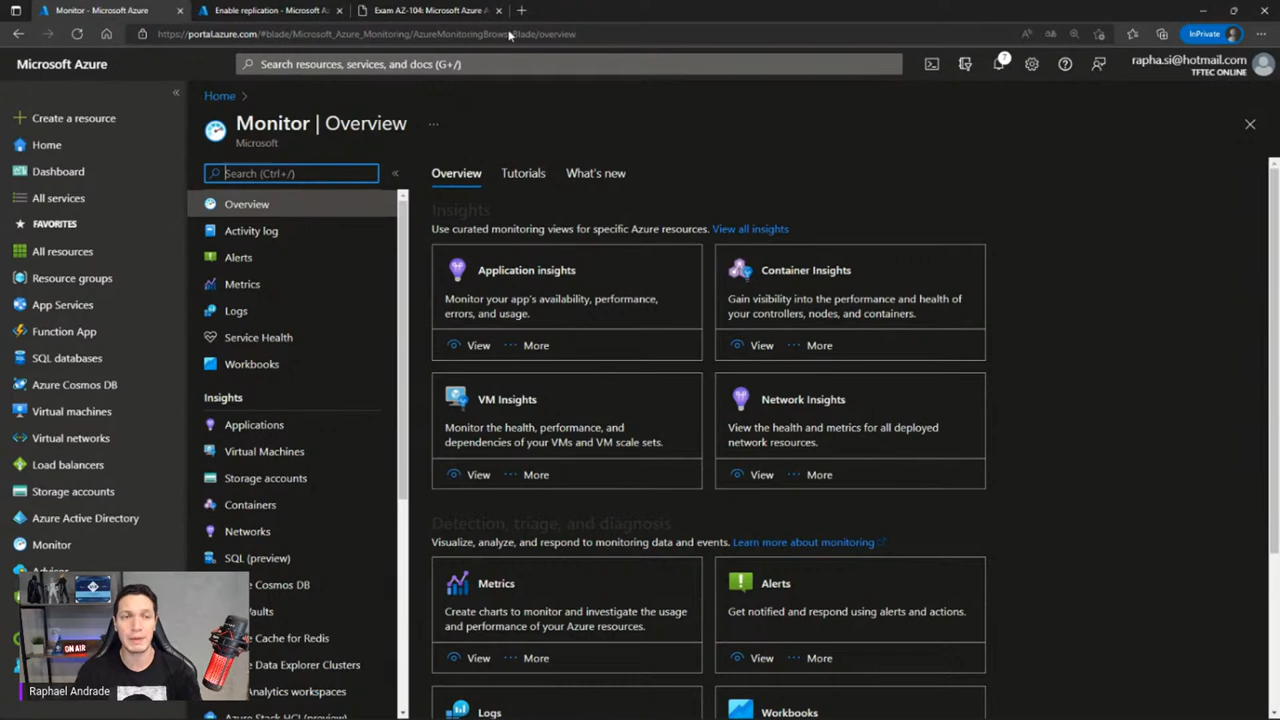 Monitor - Microsoft Azure
Enable replication - Microsoft Az
Exam AZ-104: Microsoft Azure A
https://portal.azure.com/#blade/Microsoft_Azure_Monitoring/AzureMonitoringBrowseBlade/overview
InPrivate
Microsoft Azure
Search resources, services, and docs (G+/)
7
rapha.si@hotmail.com
TFTEC ONLINE
Create a resource
Home
Dashboard
All services
FAVORITES
All resources
Resource groups
App Services
Function App
SQL databases
Azure Cosmos DB
Virtual machines
Virtual networks
Load balancers
Storage accounts
Azure Active Directory
Monitor
Home >
Monitor | Overview
Microsoft
Search (Ctrl+/)
Overview
Activity log
Alerts
Metrics
Logs
Service Health
Workbooks
Insights
Applications
Virtual Machines
Storage accounts
Containers
Networks
SQL (preview)
Cosmos DB
Vaults
Cache for Redis
Data Explorer Clusters
Analytics workspaces
Azure Stack HCI (preview)
Overview
Tutorials
What's new
Insights
Use curated monitoring views for specific Azure resources. View all insights
Application insights
Monitor your app's availability, performance,
errors, and usage.
View
More
Container Insights
Gain visibility into the performance and health of
your controllers, nodes, and containers.
View
More
VM Insights
Monitor the health, performance, and
dependencies of your VMs and VM scale sets.
View
More
Network Insights
View the health and metrics for all deployed
network resources.
View
More
Detection, triage, and diagnosis
Visualize, analyze, and respond to monitoring data and events. Learn more about monitoring
Metrics
Create charts to monitor and investigate the usage
and performance of your Azure resources.
View
More
Alerts
Get notified and respond using alerts and actions.
View
More
Logs
Workbooks
ON AIR
Raphael Andrade